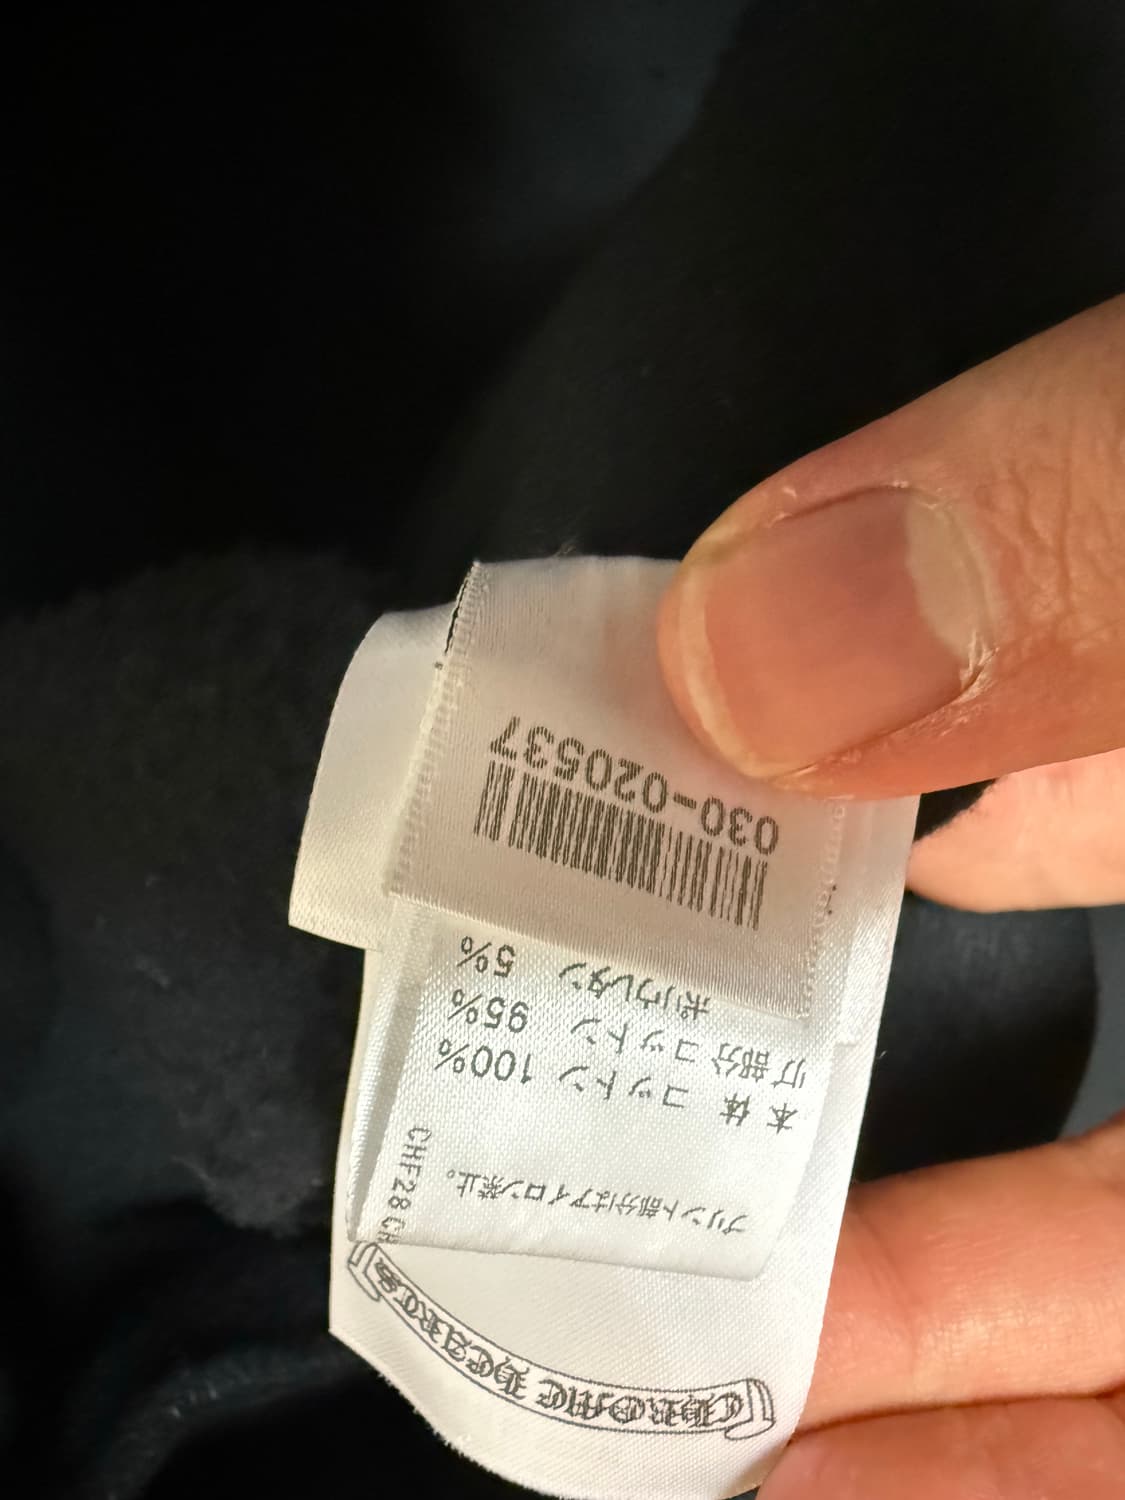 プリント部分はアイロン禁止。
本体 コットン 100%
リブ部分 コットン 95%
ポリウレタン 5%
030-020537
CHROME HEARTS